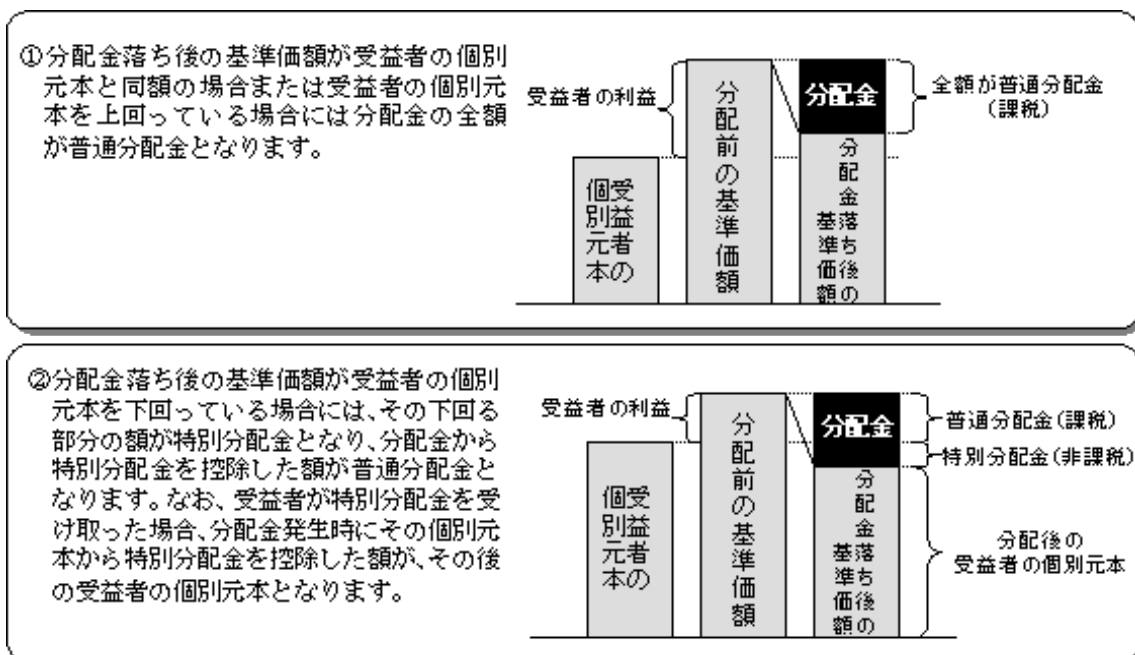 ①分配金落ち後の基準価額が受益者の個別
元本と同額の場合または受益者の個別元
本を上回っている場合には分配金の全額
が普通分配金となります。
受益者の利益
受益者の
個別元本
分配前の基準価額
分配金
分配金落ち後の
基準価額
全額が普通分配金
(課税)
②分配金落ち後の基準価額が受益者の個別
元本を下回っている場合には、その下回る
部分の額が特別分配金となり、分配金から
特別分配金を控除した額が普通分配金と
なります。なお、受益者が特別分配金を受
け取った場合、分配金発生時にその個別元
本から特別分配金を控除した額が、その後
の受益者の個別元本となります。
受益者の利益
受益者の
個別元本
分配前の基準価額
分配金
分配金落ち後の
基準価額
普通分配金(課税)
特別分配金(非課税)
分配後の
受益者の個別元本